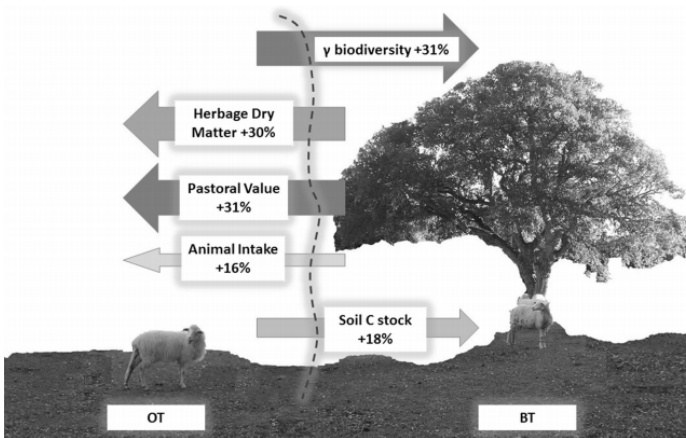 γ biodiversity +31%
Herbage Dry
Matter +30%
Pastoral Value
+31%
Animal Intake
+16%
Soil C stock
+18%
OT
BT